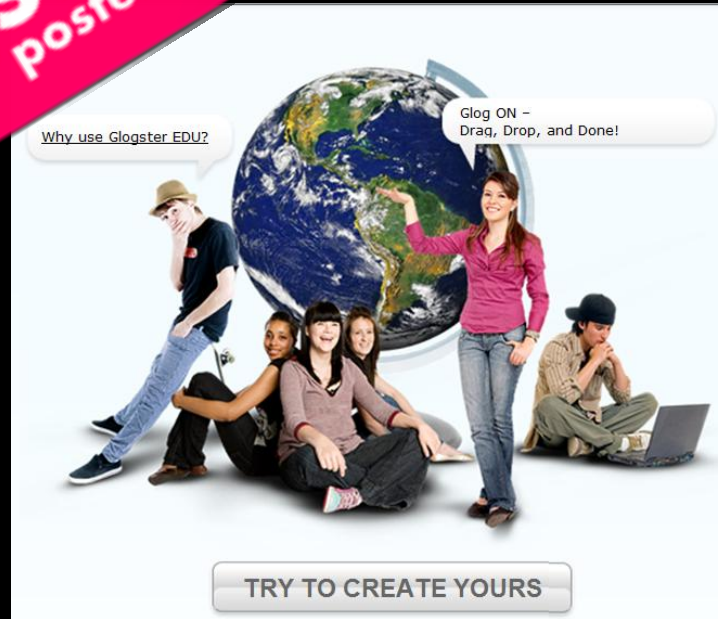 poste
Why use Glogster EDU?
Glog ON –
Drag, Drop, and Done!
TRY TO CREATE YOURS